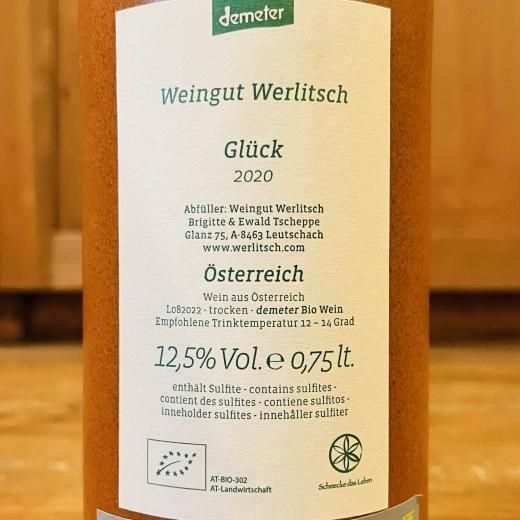 demeter
Weingut Werlitsch
Glück
2020
Abfüller: Weingut Werlitsch
Brigitte & Ewald Tscheppe
Glanz 75, A-8463 Leutschach
www.werlitsch.com
Österreich
Wein aus Österreich
L082022 - trocken - demeter Bio Wein
Empfohlene Trinktemperatur 12 – 14 Grad
12,5% Vol. ℮ 0,75 lt.
enthält Sulfite - contains sulfites -
contient des sulfites - contiene sulfitos -
inneholder sulfites - innehåller sulfiter
AT-BIO-302
AT-Landwirtschaft
Schmecke das Leben